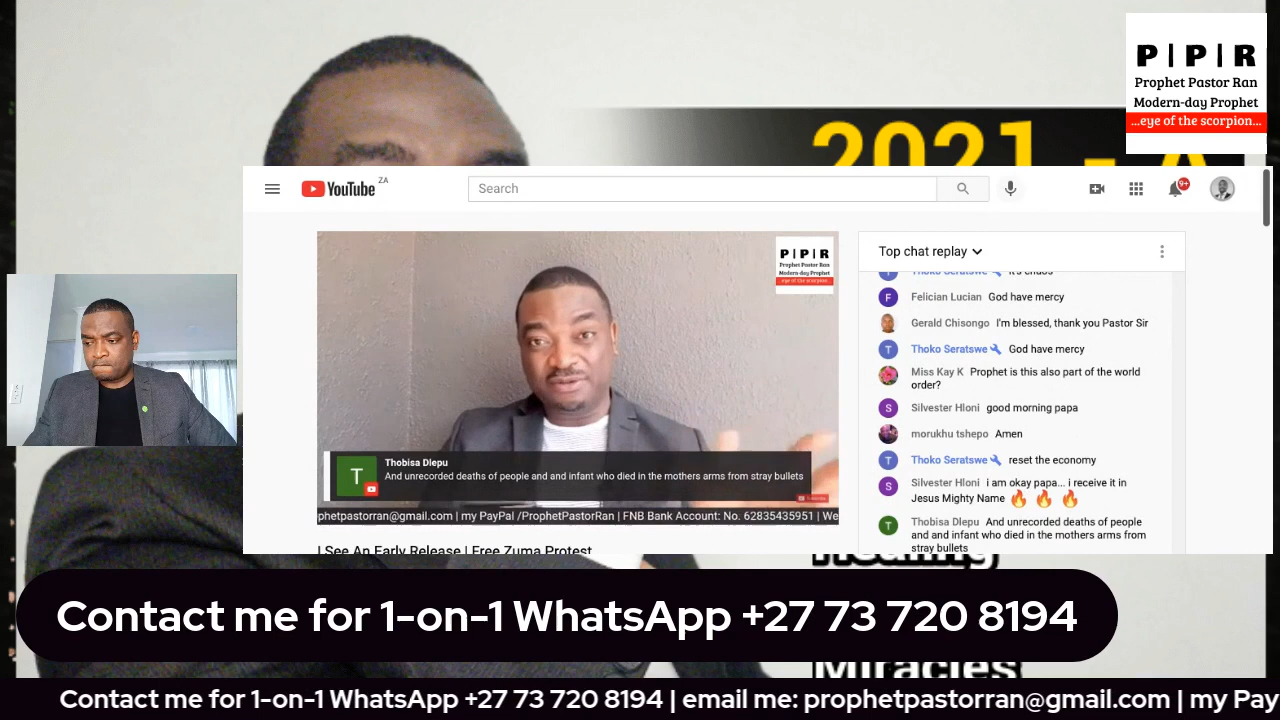 P | P | R
Prophet Pastor Ran
Modern-day Prophet
...eye of the scorpion...
2021 - A
YouTube ZA
Search
9+
P | P | R
Prophet Pastor Ran
Modern-day Prophet
...eye of the scorpion...
T
Thobisa Dlepu
And unrecorded deaths of people and and infant who died in the mothers arms from stray bullets
phetpastorran@gmail.com | my PayPal /ProphetPastorRan | FNB Bank Account: No. 62835435951 | We
I See An Early Release | Free Zuma Protest
Top chat replay
T Thoko Seratswe it's chaos
F Felician Lucian God have mercy
Gerald Chisongo I'm blessed, thank you Pastor Sir
T Thoko Seratswe God have mercy
Miss Kay K Prophet is this also part of the world
order?
S Silvester Hloni good morning papa
morukhu tshepo Amen
T Thoko Seratswe reset the economy
S Silvester Hloni i am okay papa... i receive it in
Jesus Mighty Name 🔥 🔥 🔥
T Thobisa Dlepu And unrecorded deaths of people
and and infant who died in the mothers arms from
stray bullets
Healing
Contact me for 1-on-1 WhatsApp +27 73 720 8194
Miracles
Contact me for 1-on-1 WhatsApp +27 73 720 8194 | email me: prophetpastorran@gmail.com | my Pay